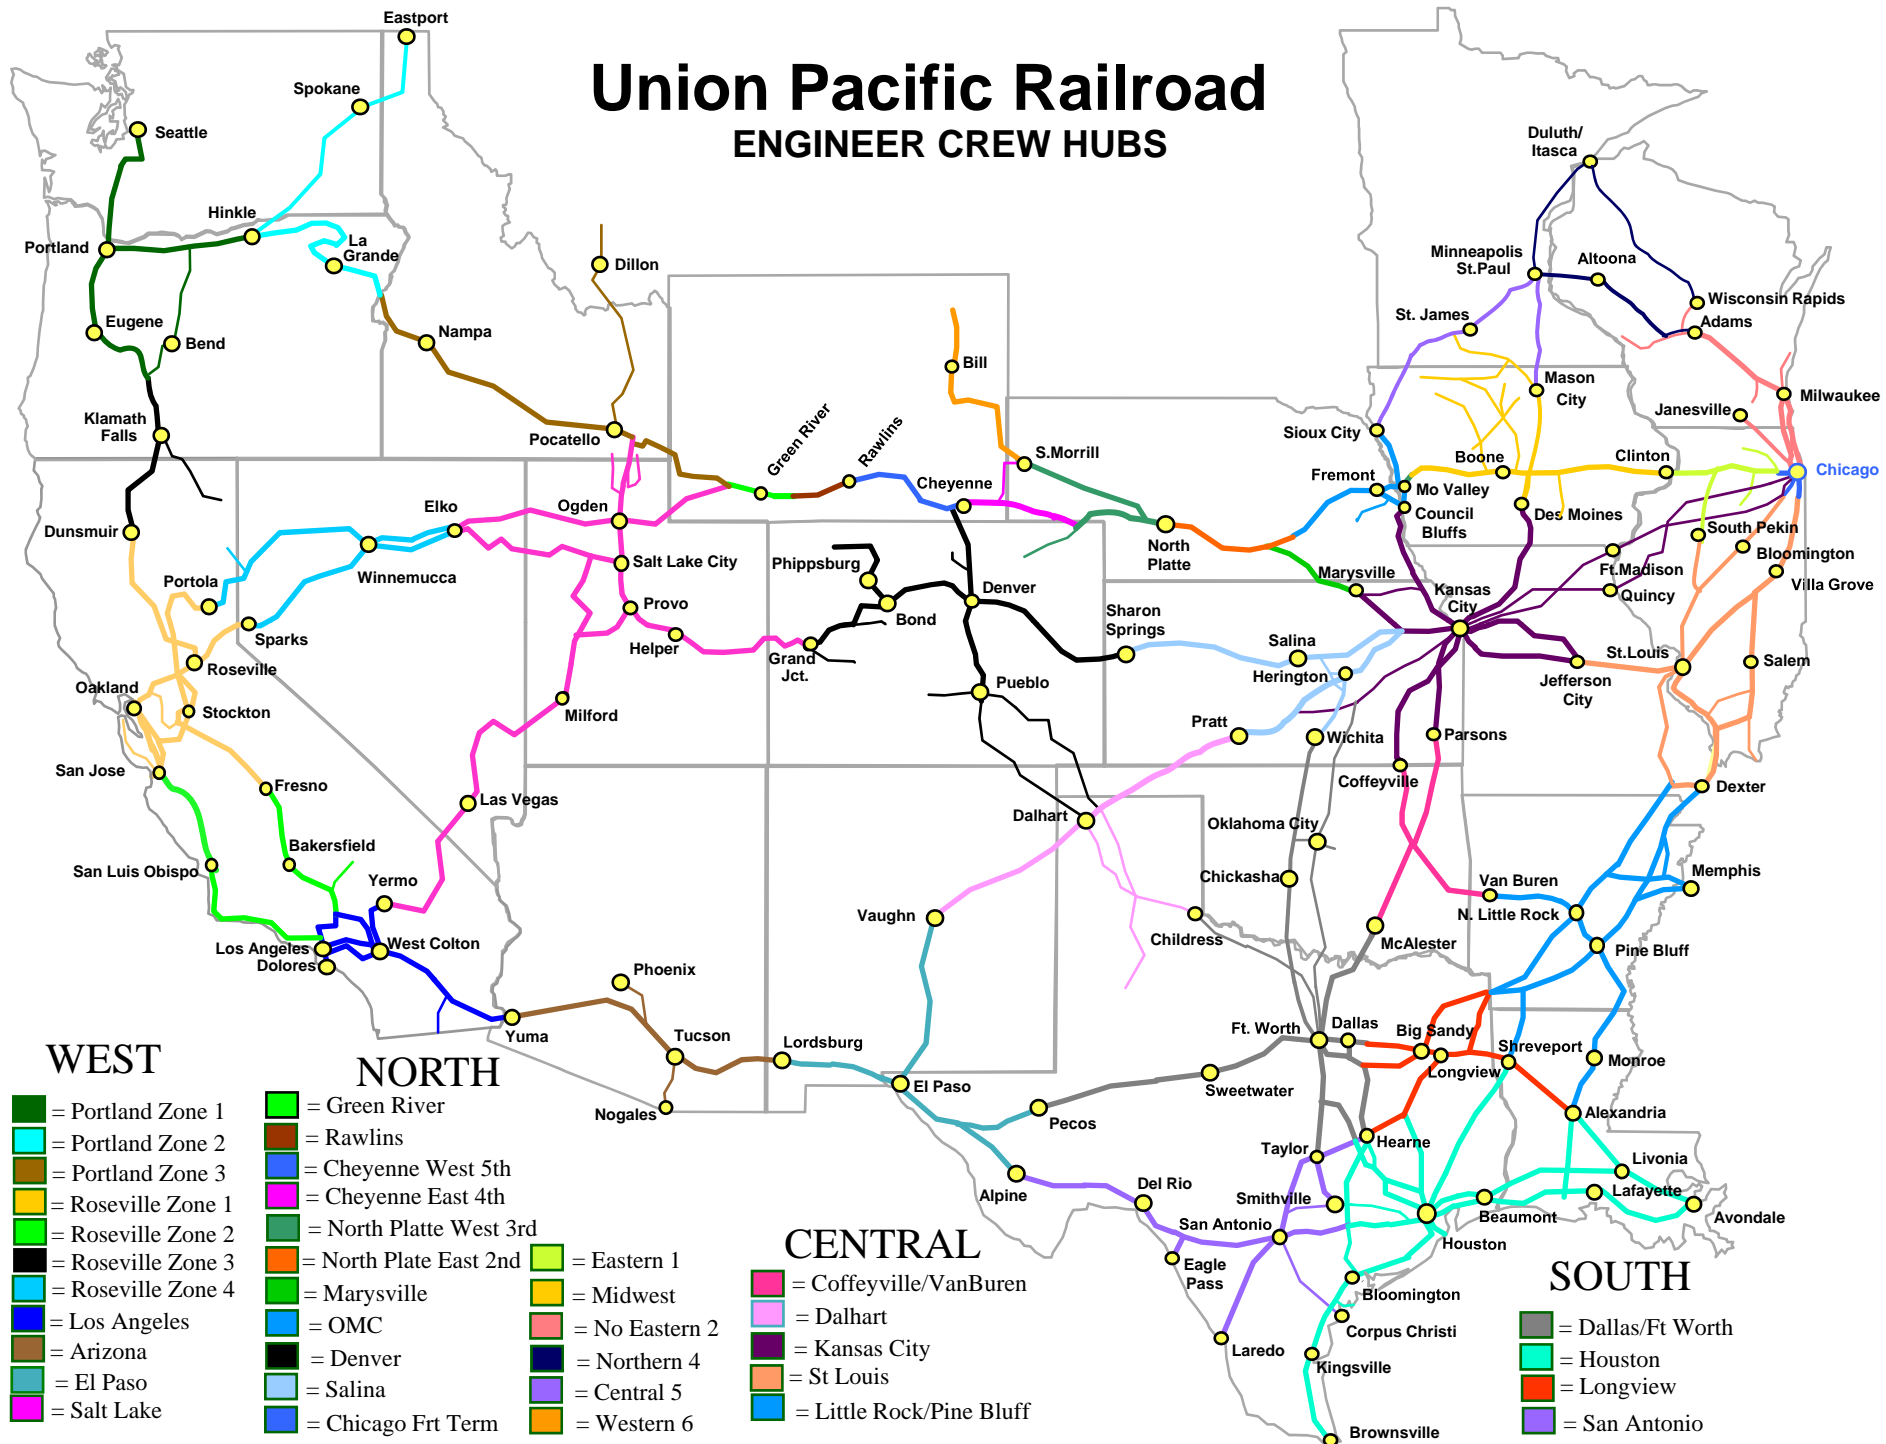 Union Pacific Railroad
ENGINEER CREW HUBS
Eastport
Spokane
Seattle
Hinkle
Portland
La
Grande
Dillon
Eugene
Bend
Nampa
Klamath
Falls
Pocatello
Green River
Rawlins
Bill
S.Morrill
Cheyenne
Dunsmuir
Elko
Ogden
Portola
Winnemucca
Salt Lake City
Phippsburg
Denver
North
Platte
Sparks
Provo
Bond
Sharon
Springs
Roseville
Helper
Grand
Jct.
Oakland
Stockton
Milford
Pueblo
San Jose
Fresno
Las Vegas
Dalhart
San Luis Obispo
Bakersfield
Yermo
Vaughn
Los Angeles
Dolores
West Colton
Phoenix
Yuma
Tucson
Lordsburg
Nogales
El Paso
Duluth/
Itasca
Minneapolis
St.Paul
Altoona
Wisconsin Rapids
St. James
Adams
Mason
City
Janesville
Milwaukee
Sioux City
Boone
Clinton
Chicago
Fremont
Mo Valley
Council
Bluffs
Des Moines
South Pekin
Bloomington
Ft.Madison
Villa Grove
Marysville
Kansas
City
Quincy
Salina
Herington
St.Louis
Salem
Jefferson
City
Pratt
Wichita
Parsons
Coffeyville
Dexter
Oklahoma City
Chickasha
Van Buren
Memphis
N. Little Rock
Childress
McAlester
Pine Bluff
Ft. Worth
Dallas
Big Sandy
Shreveport
Longview
Monroe
Sweetwater
Pecos
Alexandria
Taylor
Hearne
Livonia
Alpine
Del Rio
Smithville
Lafayette
San Antonio
Beaumont
Avondale
Eagle
Pass
Houston
Bloomington
Corpus Christi
Laredo
Kingsville
Brownsville
WEST
= Portland Zone 1
= Portland Zone 2
= Portland Zone 3
= Roseville Zone 1
= Roseville Zone 2
= Roseville Zone 3
= Roseville Zone 4
= Los Angeles
= Arizona
= El Paso
= Salt Lake
NORTH
= Green River
= Rawlins
= Cheyenne West 5th
= Cheyenne East 4th
= North Platte West 3rd
= North Plate East 2nd
= Marysville
= OMC
= Denver
= Salina
= Chicago Frt Term
= Eastern 1
= Midwest
= No Eastern 2
= Northern 4
= Central 5
= Western 6
CENTRAL
= Coffeyville/VanBuren
= Dalhart
= Kansas City
= St Louis
= Little Rock/Pine Bluff
SOUTH
= Dallas/Ft Worth
= Houston
= Longview
= San Antonio